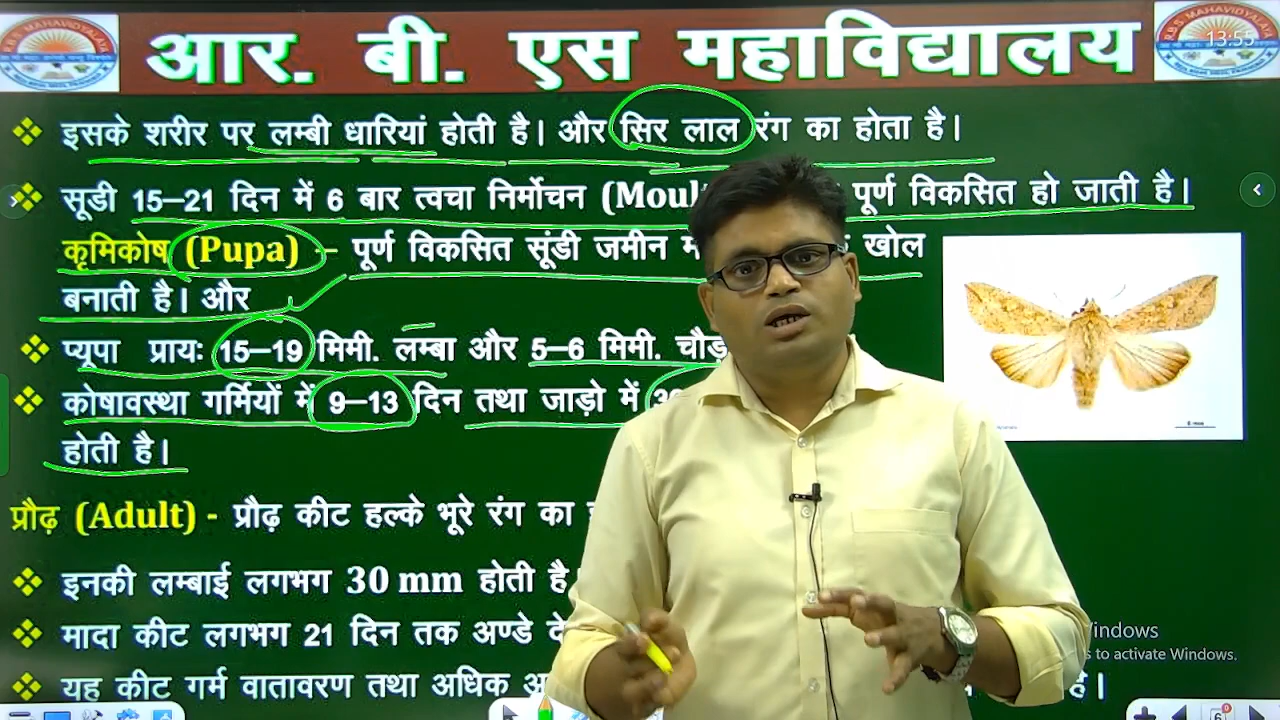 आर. बी. एस महाविद्यालय
13:55
इसके शरीर पर लम्बी धारियां होती है। और सिर लाल रंग का होता है।
सूडी 15–21 दिन में 6 बार त्वचा निर्मोचन पूर्ण विकसित हो जाती है।
कृमिकोष (Pupa) – पूर्ण विकसित सूंडी जमीन खोल
बनाती है। और
प्यूपा प्रायः 15–19 मिमी. लम्बा और 5–6 मिमी.
कोषावस्था गर्मियों में 9–13 दिन तथा जाड़ो में
होती है।
प्रौढ़ (Adult) - प्रौढ़ कीट हल्के भूरे रंग का
इनकी लम्बाई लगभग 30 mm होती है
मादा कीट लगभग 21 दिन तक अण्डे
यह कीट गर्म वातावरण तथा अधिक
to activate Windows.